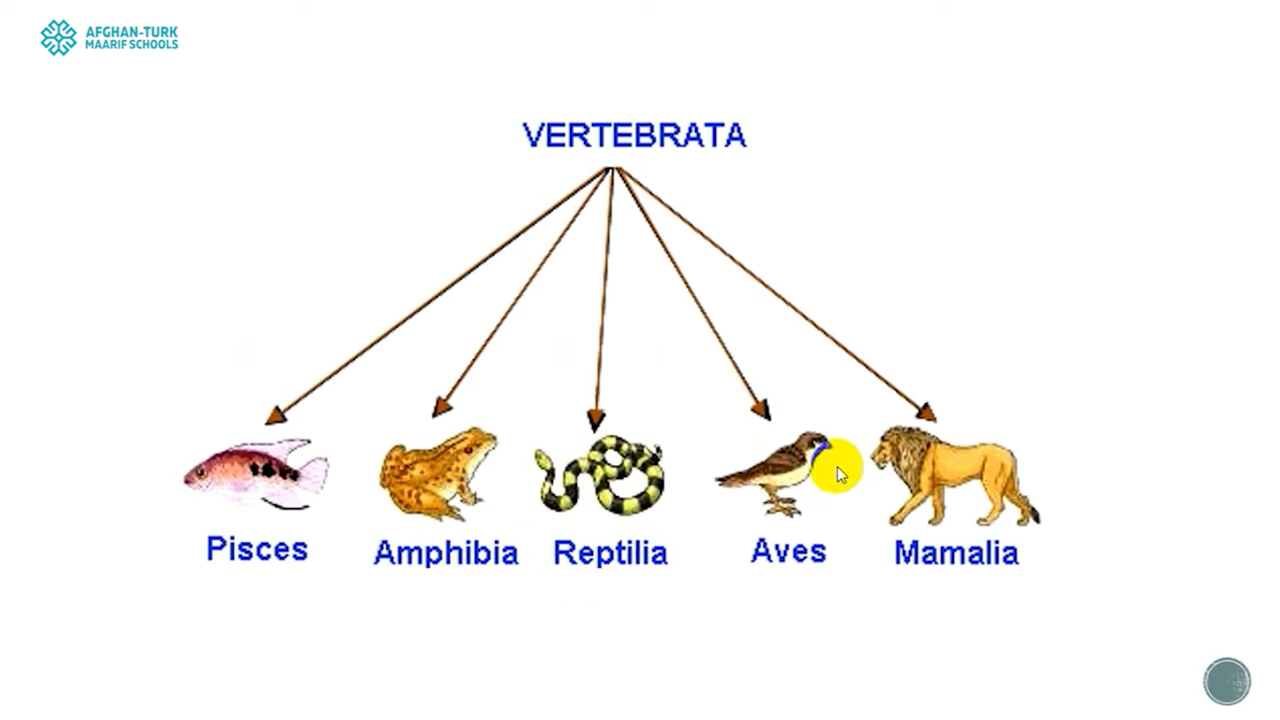 AFGHAN-TURK
MAARIF SCHOOLS
VERTEBRATA
Pisces
Amphibia
Reptilia
Aves
Mamalia